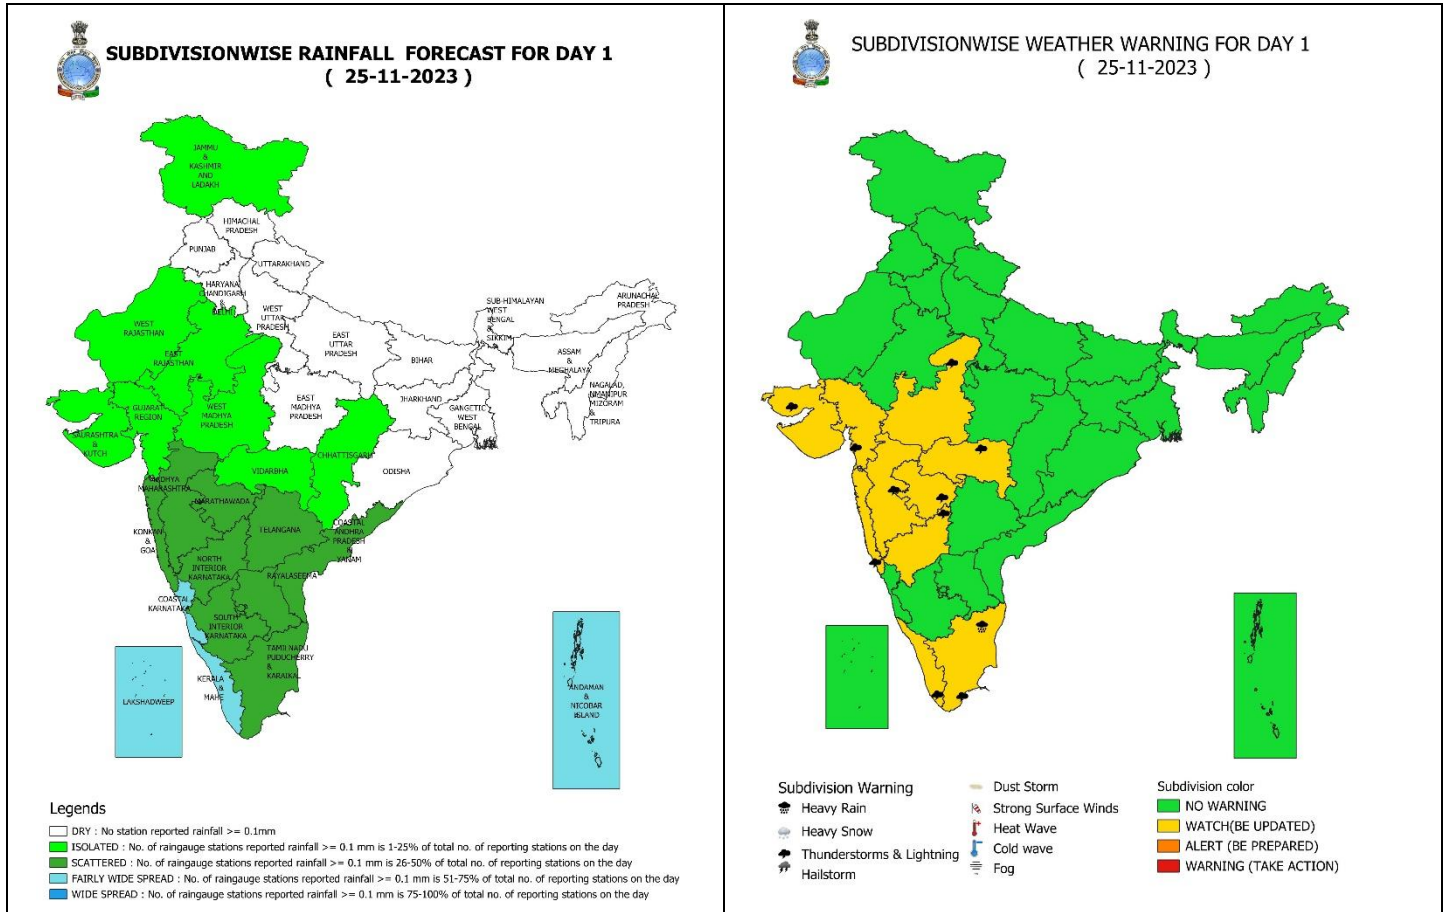 SUBDIVISIONWISE RAINFALL FORECAST FOR DAY 1
( 25-11-2023 )
JAMMU
&
KASHMIR
AND
LADAKH
HIMACHAL
PRADESH
PUNJAB
UTTARAKHAND
HARYANA
CHANDIGARH
&
DELHI
WEST
UTTAR
PRADESH
SUB-HIMALAYAN
WEST
BENGAL
&
SIKKIM
ARUNACHAL
PRADESH
WEST
RAJASTHAN
EAST
RAJASTHAN
EAST
UTTAR
PRADESH
BIHAR
ASSAM
&
MEGHALAYA
NAGALAD,
MANIPUR
MIZORAM
&
TRIPURA
GUJARAT
REGION
WEST
MADHYA
PRADESH
EAST
MADHYA
PRADESH
JHARKHAND
GANGETIC
WEST
BENGAL
SAURASHTRA
&
KUTCH
CHHATTISGARH
VIDARBHA
ODISHA
MADHYA
MAHARASHTRA
MARATHAWADA
TELANGANA
COASTAL
ANDHRA
PRADESH
&
YANAM
KONKAN
&
GOA
NORTH
INTERIOR
KARNATAKA
RAYALASEEMA
COASTAL
KARNATAKA
SOUTH
INTERIOR
KARNATAKA
TAMILNADU
PUDUCHERRY
&
KARAIKAL
KERALA
&
MAHE
LAKSHADWEEP
ANDAMAN
&
NICOBAR
ISLAND
Legends
DRY : No station reported rainfall >= 0.1mm
ISOLATED : No. of raingauge stations reported rainfall >= 0.1 mm is 1-25% of total no. of reporting stations on the day
SCATTERED : No. of raingauge stations reported rainfall >= 0.1 mm is 26-50% of total no. of reporting stations on the day
FAIRLY WIDE SPREAD : No. of raingauge stations reported rainfall >= 0.1 mm is 51-75% of total no. of reporting stations on the day
WIDE SPREAD : No. of raingauge stations reported rainfall >= 0.1 mm is 75-100% of total no. of reporting stations on the day
SUBDIVISIONWISE WEATHER WARNING FOR DAY 1
( 25-11-2023 )
Subdivision Warning
Heavy Rain
Heavy Snow
Thunderstorms & Lightning
Hailstorm
Dust Storm
Strong Surface Winds
Heat Wave
Cold wave
Fog
Subdivision color
NO WARNING
WATCH(BE UPDATED)
ALERT (BE PREPARED)
WARNING (TAKE ACTION)